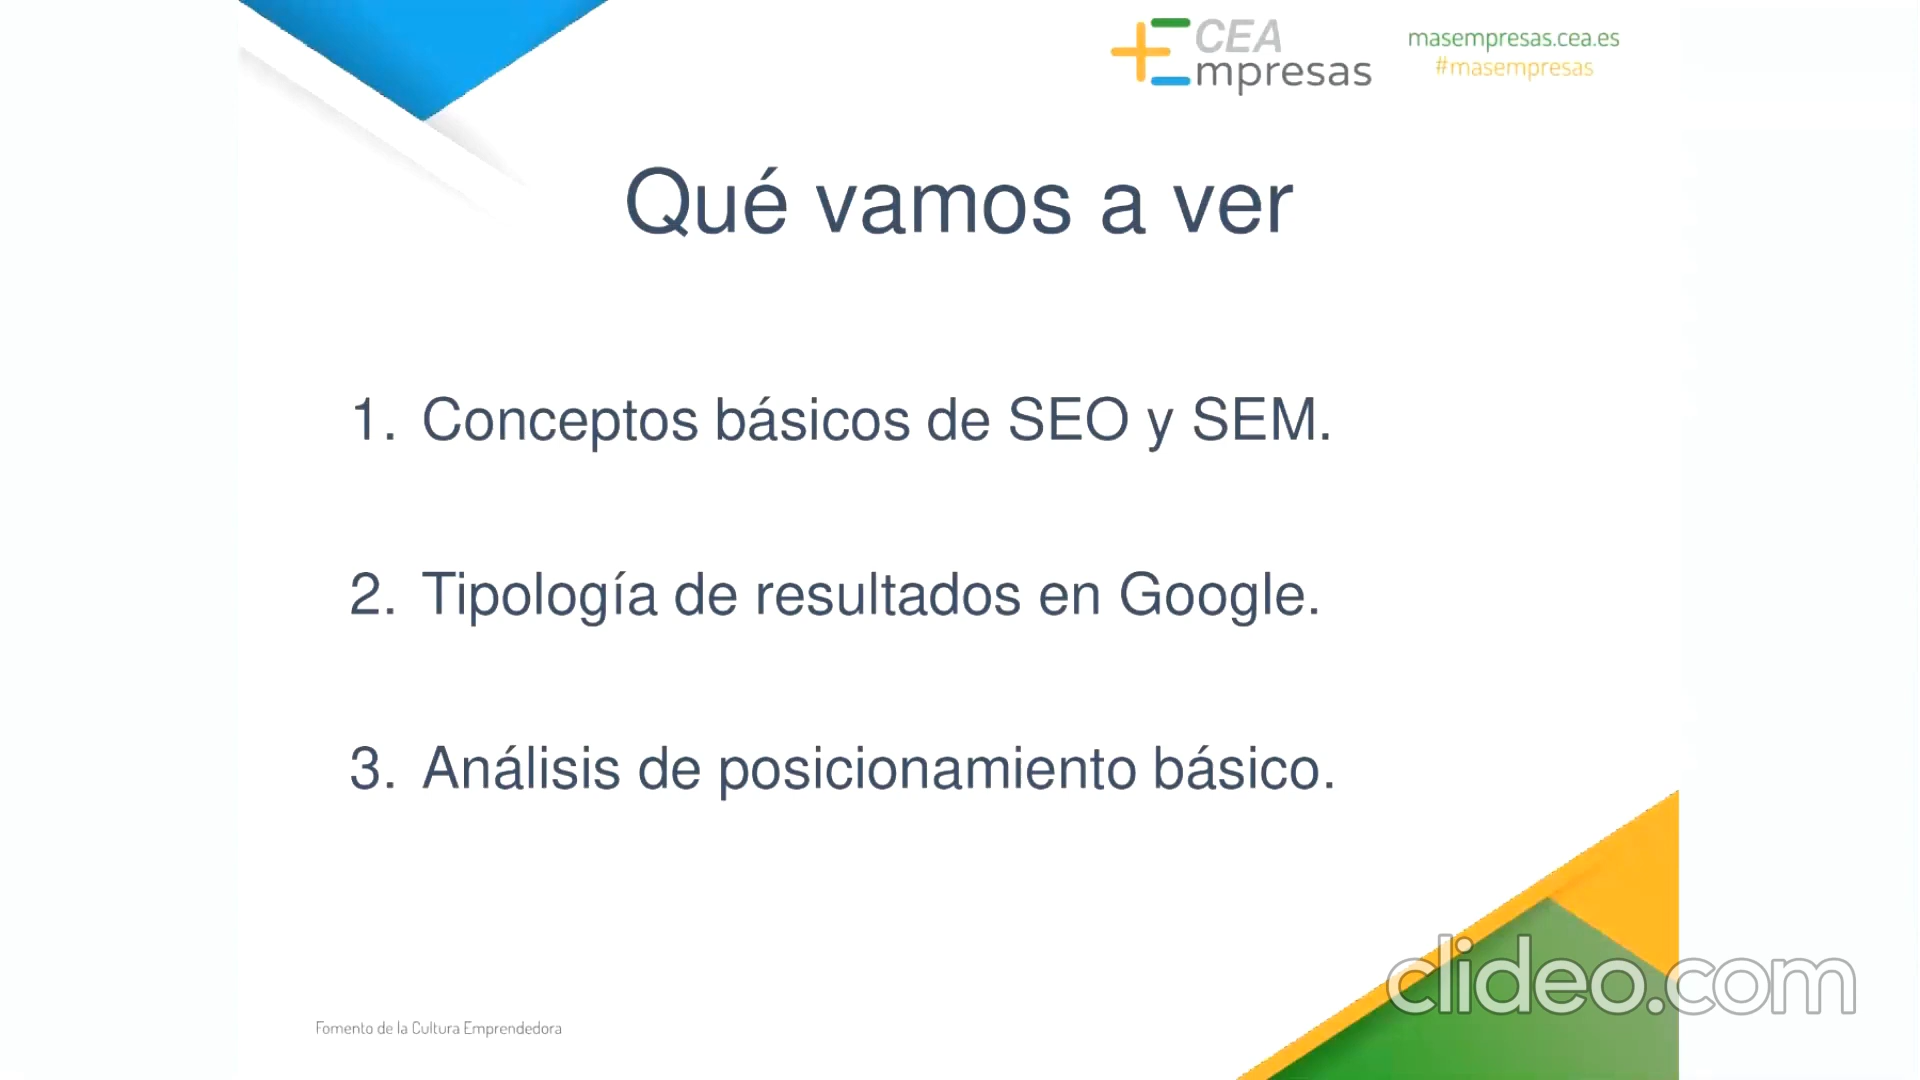 CEA
Empresas
masempresas.cea.es
#masempresas
Qué vamos a ver
1. Conceptos básicos de SEO y SEM.
2. Tipología de resultados en Google.
3. Análisis de posicionamiento básico.
clideo.com
Fomento de la Cultura Emprendedora